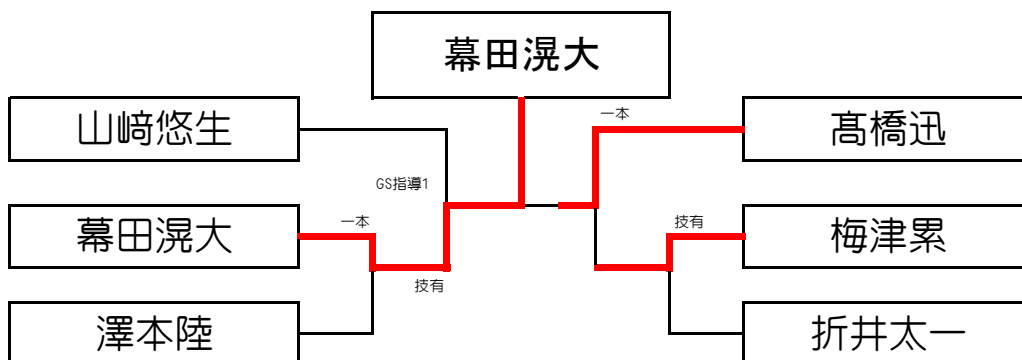 幕田滉大
一本
山﨑悠生
髙橋迅
GS指導1
一本
技有
幕田滉大
梅津累
技有
澤本陸
折井太一